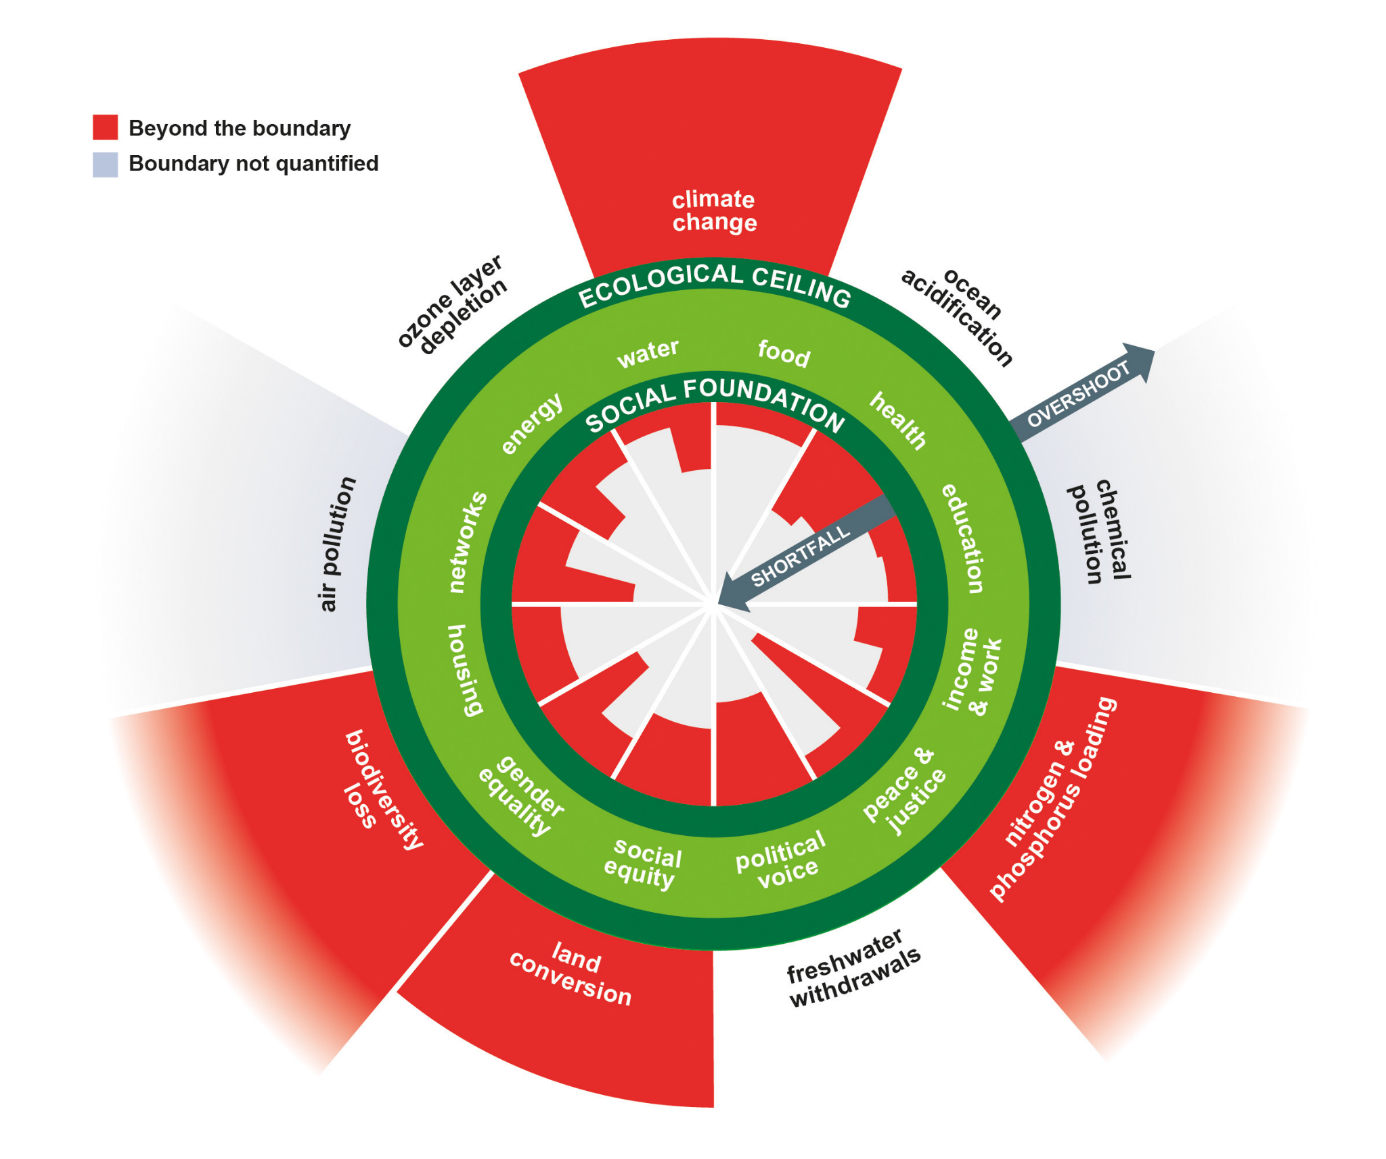 Beyond the boundary
Boundary not quantified
climate
change
ozone layer
depletion
ocean
acidification
ECOLOGICAL CEILING
OVERSHOOT
water
food
energy
health
SOCIAL FOUNDATION
networks
education
air pollution
chemical
pollution
SHORTFALL
housing
income
& work
biodiversity
loss
nitrogen &
phosphorus loading
gender
equality
peace &
justice
social
equity
political
voice
land
conversion
freshwater
withdrawals